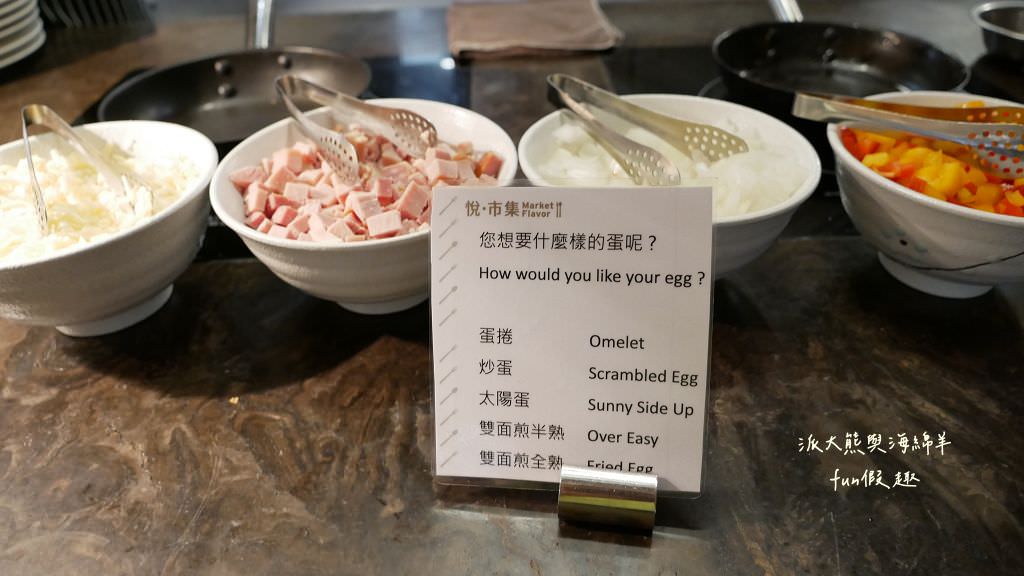 悅·市集 Market Flavor
您想要什麼樣的蛋呢？
How would you like your egg ?
蛋捲 Omelet
炒蛋 Scrambled Egg
太陽蛋 Sunny Side Up
雙面煎半熟 Over Easy
雙面煎全熟 Fried Egg
派大熊與海綿羊
fun假趣